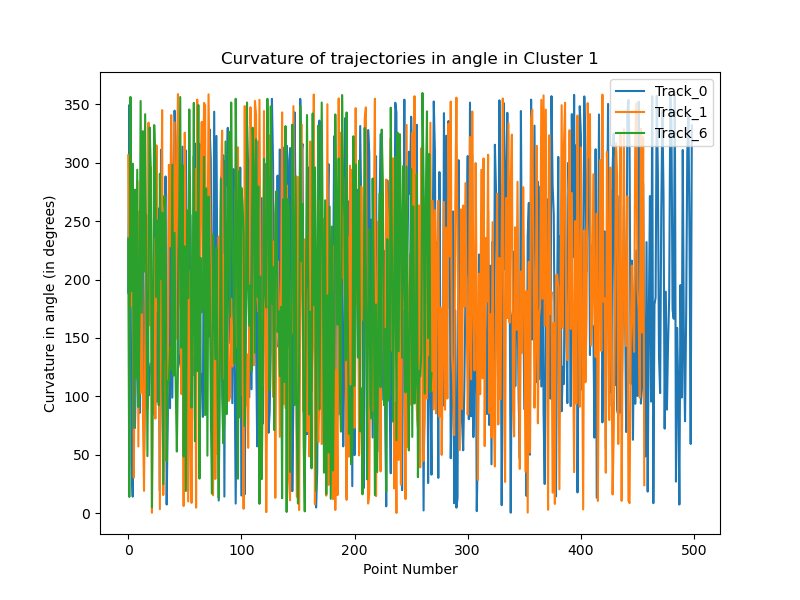 Curvature of trajectories in angle in Cluster 1
Track_0
Track_1
Track_6
Curvature in angle (in degrees)
350
300
250
200
150
100
50
0
0 100 200 300 400 500
Point Number